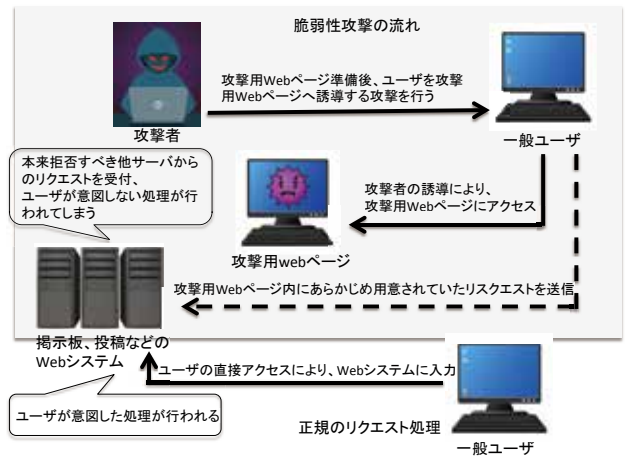 脆弱性攻撃の流れ
攻撃用Webページ準備後、ユーザを攻撃
用Webページへ誘導する攻撃を行う
攻撃者
一般ユーザ
本来拒否すべき他サーバから
のリクエストを受付、
ユーザが意図しない処理が行
われてしまう
攻撃者の誘導により、
攻撃用Webページにアクセス
攻撃用webページ
攻撃用Webページ内にあらかじめ用意されていたリスクエストを送信
掲示板、投稿などの
Webシステム
ユーザの直接アクセスにより、Webシステムに入力
ユーザが意図した処理が行われる
正規のリクエスト処理
一般ユーザ